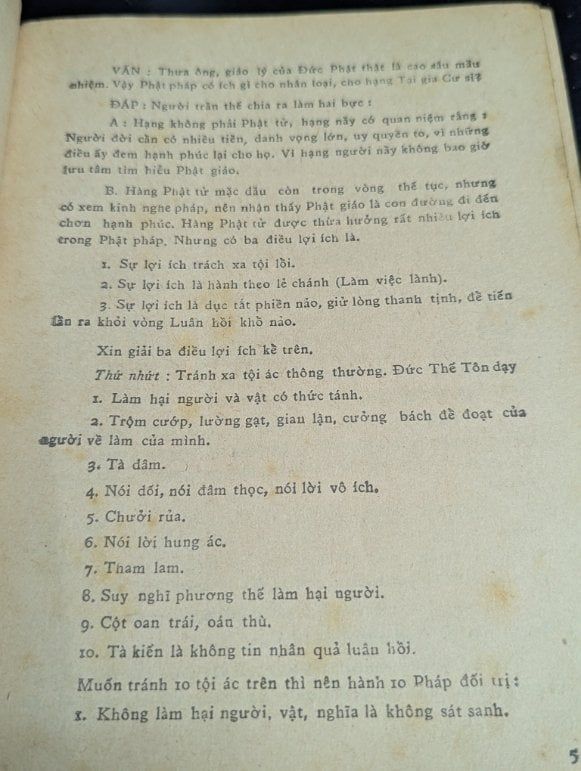 VẤN : Thưa ông, giáo lý của Đức Phật thật là cao sâu mầu
nhiệm. Vậy Phật pháp có ích gì cho nhân loại, cho hạng Tại gia Cư sĩ?
ĐÁP : Người trần thế chia ra làm hai bực :
A : Hạng không phải Phật tử, hạng nầy có quan niệm rằng :
Người đời cần có nhiều tiền, danh vọng lớn, uy quyền to, vì những
điều ấy đem hạnh phúc lại cho họ. Vì hạng người nầy không bao giờ
lưu tâm tìm hiểu Phật giáo.
B. Hàng Phật tử mặc dầu còn trong vòng thế tục, nhưng
có xem kinh nghe pháp, nên nhận thấy Phật giáo là con đường đi đến
chơn hạnh phúc. Hàng Phật tử được thừa hưởng rất nhiều lợi ích
trong Phật pháp. Nhưng có ba điều lợi ích là.
1. Sự lợi ích trách xa tội lỗi.
2. Sự lợi ích là hành theo lẽ chánh (Làm việc lành).
3. Sự lợi ích là dục tắt phiền não, giử lòng thanh tịnh, để tiến
lần ra khỏi vòng Luân hồi khổ não.
Xin giải ba điều lợi ích kể trên.
Thứ nhứt : Tránh xa tội ác thông thường. Đức Thế Tôn dạy
1. Làm hại người và vật có thức tánh.
2. Trộm cướp, lường gạt, gian lận, cưởng bách để đoạt của
người về làm của mình.
3. Tà dâm.
4. Nói dối, nói đâm thọc, nói lời vô ích.
5. Chưởi rủa.
6. Nói lời hung ác.
7. Tham lam.
8. Suy nghĩ phương thế làm hại người.
9. Cột oan trái, oán thù.
10. Tà kiến là không tin nhân quả luân hồi.
Muốn tránh 10 tội ác trên thì nên hành 10 Pháp đối trị :
1. Không làm hại người, vật, nghĩa là không sát sanh.
5